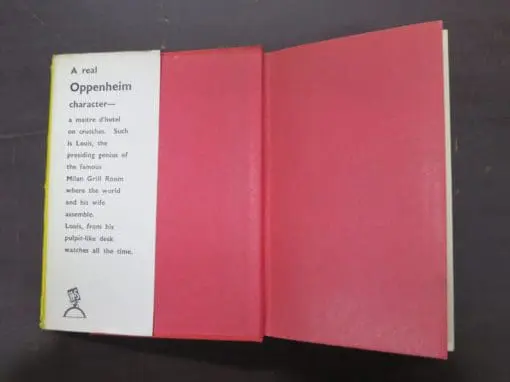 A real
Oppenheim
character—
a maitre d'hotel
on crutches. Such
is Louis, the
presiding genius of
the famous
Milan Grill Room
where the world
and his wife
assemble.
Louis, from his
pulpit-like desk
watches all the time.